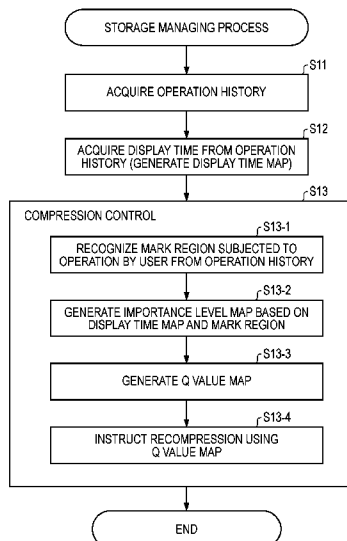 STORAGE MANAGING PROCESS
S11
ACQUIRE OPERATION HISTORY
S12
ACQUIRE DISPLAY TIME FROM OPERATION
HISTORY (GENERATE DISPLAY TIME MAP)
S13
COMPRESSION CONTROL
S13-1
RECOGNIZE MARK REGION SUBJECTED TO
OPERATION BY USER FROM OPERATION HISTORY
S13-2
GENERATE IMPORTANCE LEVEL MAP BASED ON
DISPLAY TIME MAP AND MARK REGION
S13-3
GENERATE Q VALUE MAP
S13-4
INSTRUCT RECOMPRESSION USING
Q VALUE MAP
END